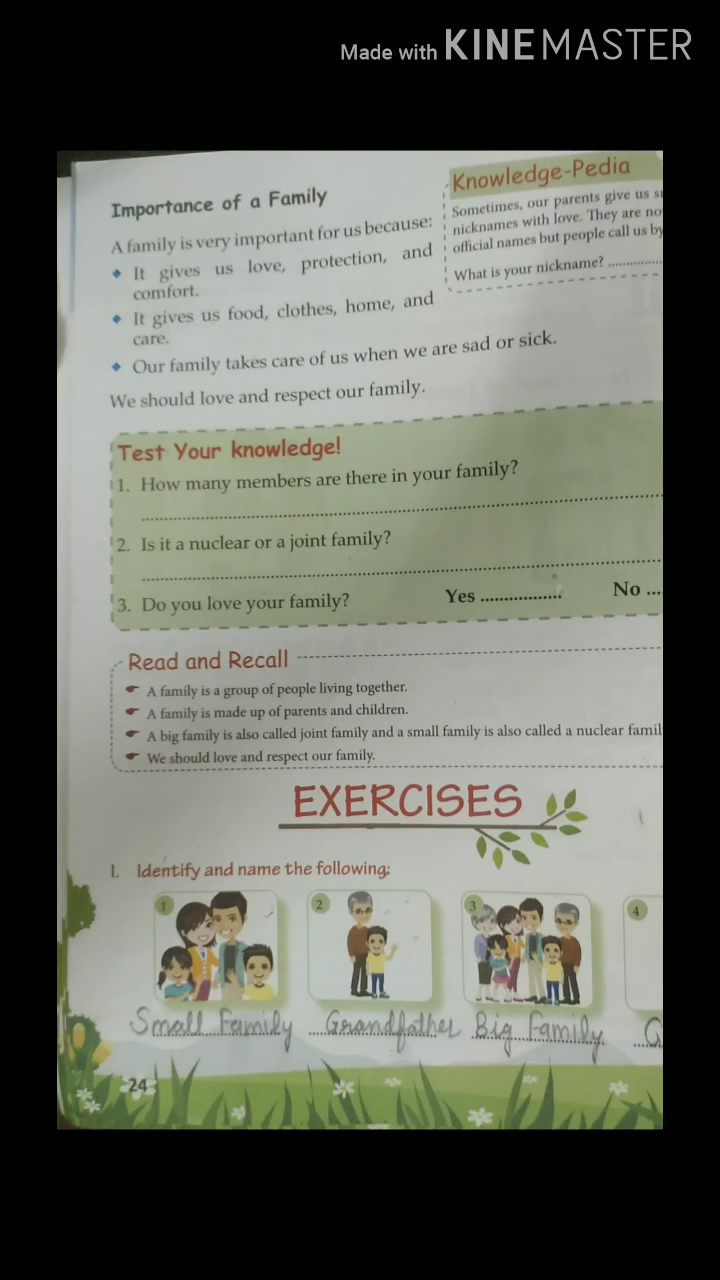 Made with KINEMASTER
Importance of a Family
A family is very important for us because:
It gives us love, protection, and
comfort.
It gives us food, clothes, home, and
care.
Our family takes care of us when we are sad or sick.
We should love and respect our family.
Knowledge-Pedia
Sometimes, our parents give us
nicknames with love. They are
official names but people call us by
What is your nickname? ..............
Test Your knowledge!
1. How many members are there in your family?
2. Is it a nuclear or a joint family?
3. Do you love your family? Yes ................. No ...
Read and Recall
A family is a group of people living together.
A family is made up of parents and children.
A big family is also called joint family and a small family is also called a nuclear
We should love and respect our family.
EXERCISES
I. Identify and name the following:
1 2 3 4
Small Family Grandfather Big Family
24